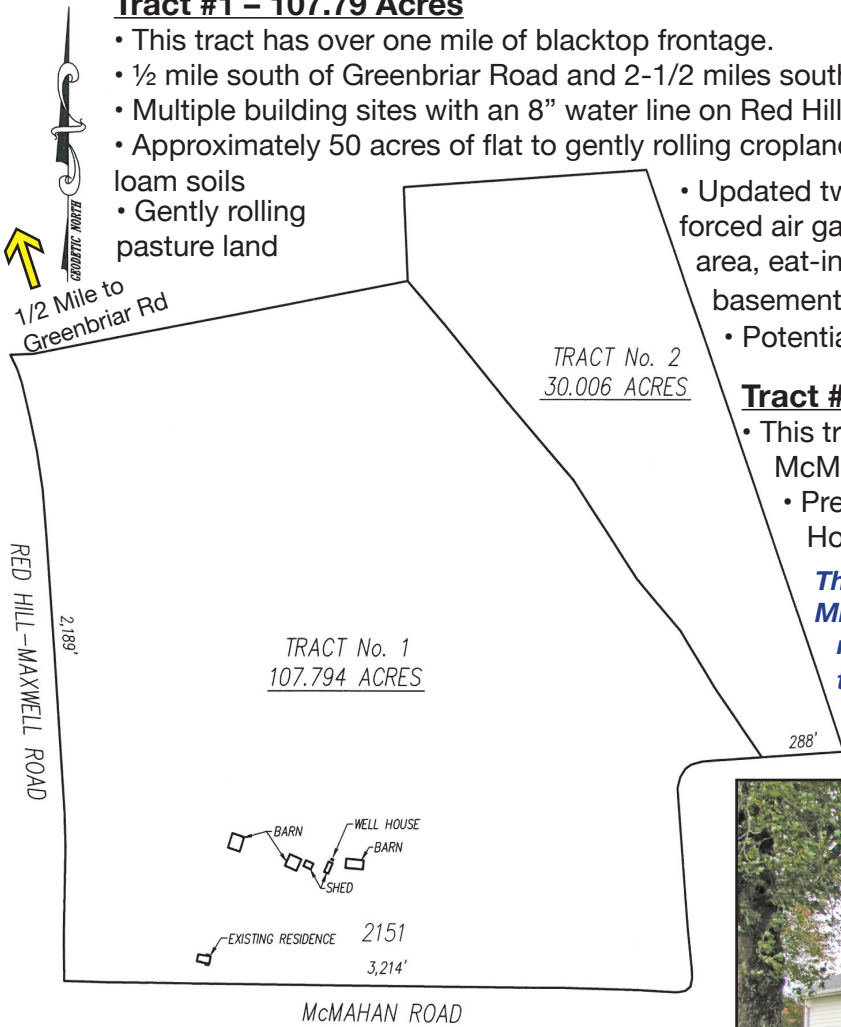 Tract #1 – 107.79 Acres
• This tract has over one mile of blacktop frontage.
• ½ mile south of Greenbriar Road and 2-1/2 miles south
• Multiple building sites with an 8” water line on Red Hill
• Approximately 50 acres of flat to gently rolling cropland
loam soils
• Gently rolling
pasture land
GEODETIC NORTH
1/2 Mile to
Greenbriar Rd
• Updated tw
forced air ga
area, eat-in
basement
• Potentia
TRACT No. 2
30.006 ACRES
Tract #
• This tr
McM
• Pre
Ho
Th
t
RED HILL-MAXWELL ROAD
2,189'
TRACT No. 1
107.794 ACRES
288'
BARN
WELL HOUSE
BARN
SHED
EXISTING RESIDENCE
2151
3,214'
McMAHAN ROAD